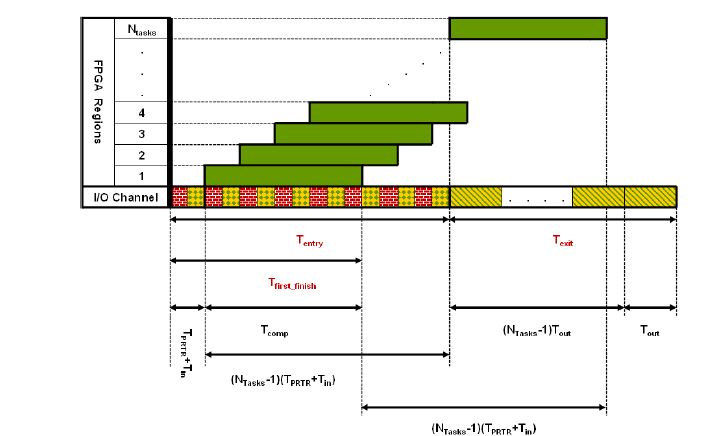 FPGA Regions
Ntasks
.
.
.
4
3
2
1
I/O Channel
. . . .
Tentry
Texit
Tfirst_finish
TPRTR+Tin
Tcomp
(NTasks-1)Tout
Tout
(NTasks-1)(TPRTR+Tin)
(NTasks-1)(TPRTR+Tin)